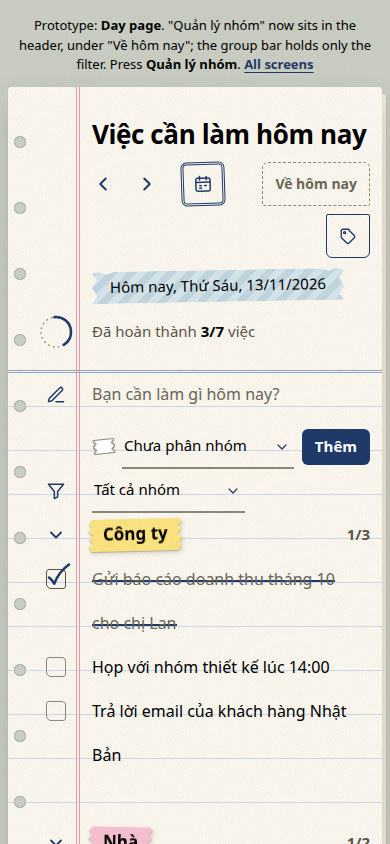 Prototype: Day page. "Quản lý nhóm" now sits in the
header, under "Về hôm nay"; the group bar holds only the
filter. Press Quản lý nhóm. All screens
Việc cần làm hôm nay
Về hôm nay
Hôm nay, Thứ Sáu, 13/11/2026
Đã hoàn thành 3/7 việc
Bạn cần làm gì hôm nay?
Chưa phân nhóm
Thêm
Tất cả nhóm
Công ty
1/3
Gửi báo cáo doanh thu tháng 10
cho chị Lan
Họp với nhóm thiết kế lúc 14:00
Trả lời email của khách hàng Nhật
Bản
Nhà
1/2